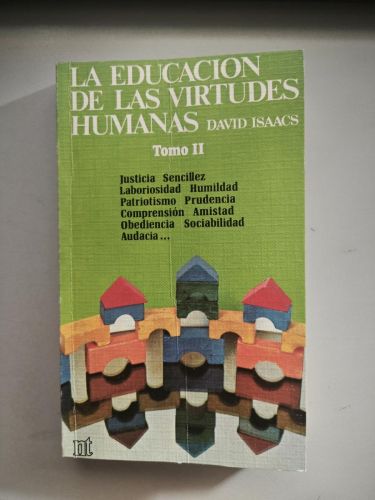 LA EDUCACION
DE LAS VIRTUDES
HUMANAS DAVID ISAACS
Tomo II
Justicia Sencillez
Laboriosidad Humildad
Patriotismo Prudencia
Comprensión Amistad
Obediencia Sociabilidad
Audacia...
nt